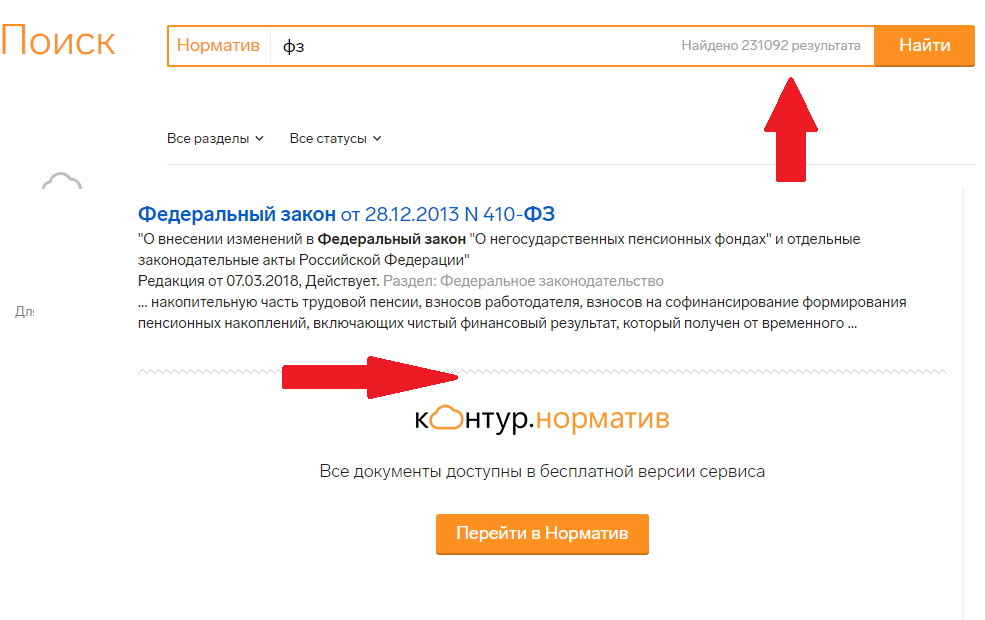 Поиск
Норматив фз Найдено 231092 результата Найти
Все разделы Все статусы
Федеральный закон от 28.12.2013 N 410-ФЗ
"О внесении изменений в Федеральный закон "О негосударственных пенсионных фондах" и отдельные
законодательные акты Российской Федерации"
Редакция от 07.03.2018, Действует. Раздел: Федеральное законодательство
... накопительную часть трудовой пенсии, взносов работодателя, взносы на софинансирование формирования
пенсионных накоплений, включающих чистый финансовый результат, который получен от временного ...
контур.норматив
Все документы доступны в бесплатной версии сервиса
Перейти в Норматив